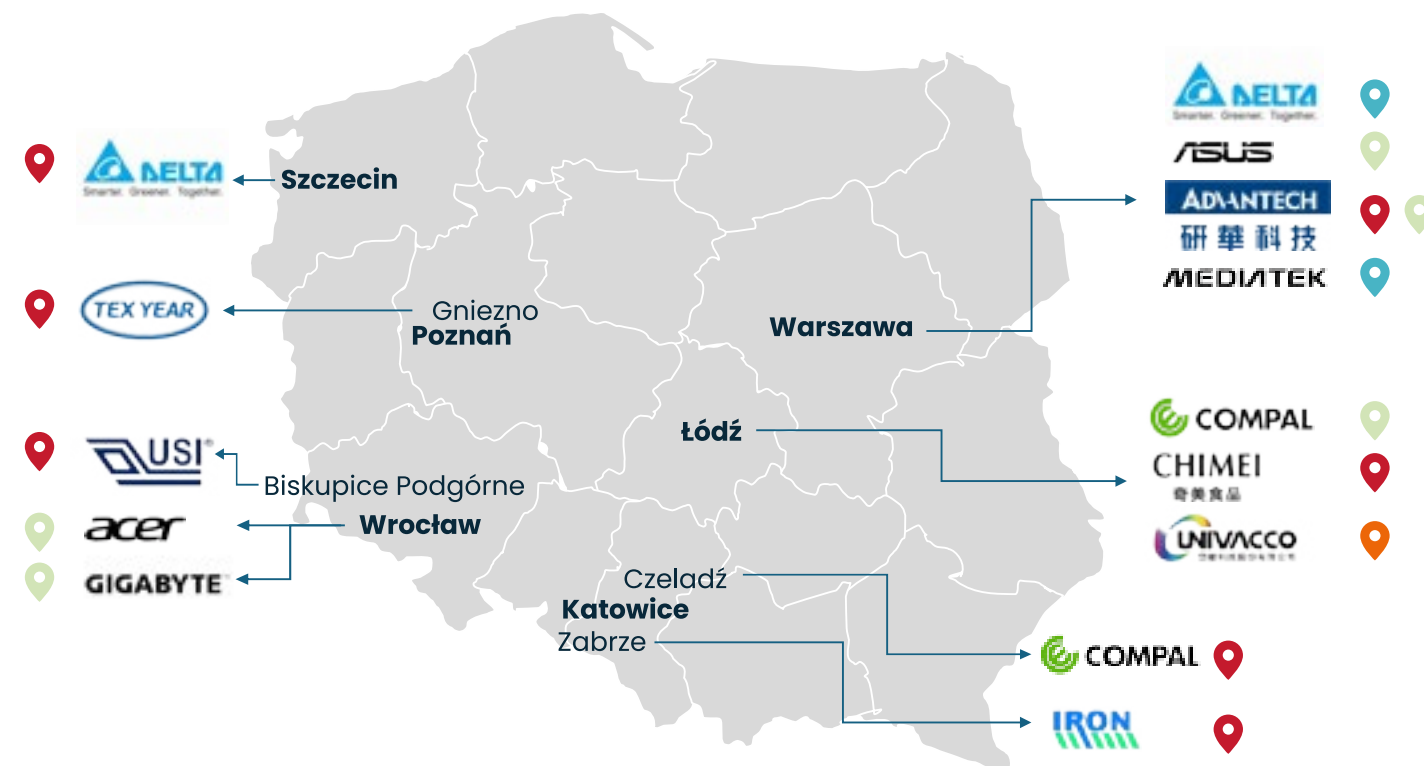 DELTA
Smarter. Greener. Together.
Szczecin
TEX YEAR
Gniezno
Poznań
USI®
Biskupice Podgórne
acer
Wrocław
GIGABYTE™
DELTA
Smarter. Greener. Together.
ASUS
ADVANTECH
研華科技
MEDIATEK
Warszawa
Łódź
COMPAL
CHIMEI
奇美食品
UNIVACCO
Czeladź
Katowice
Zabrze
COMPAL
IRON